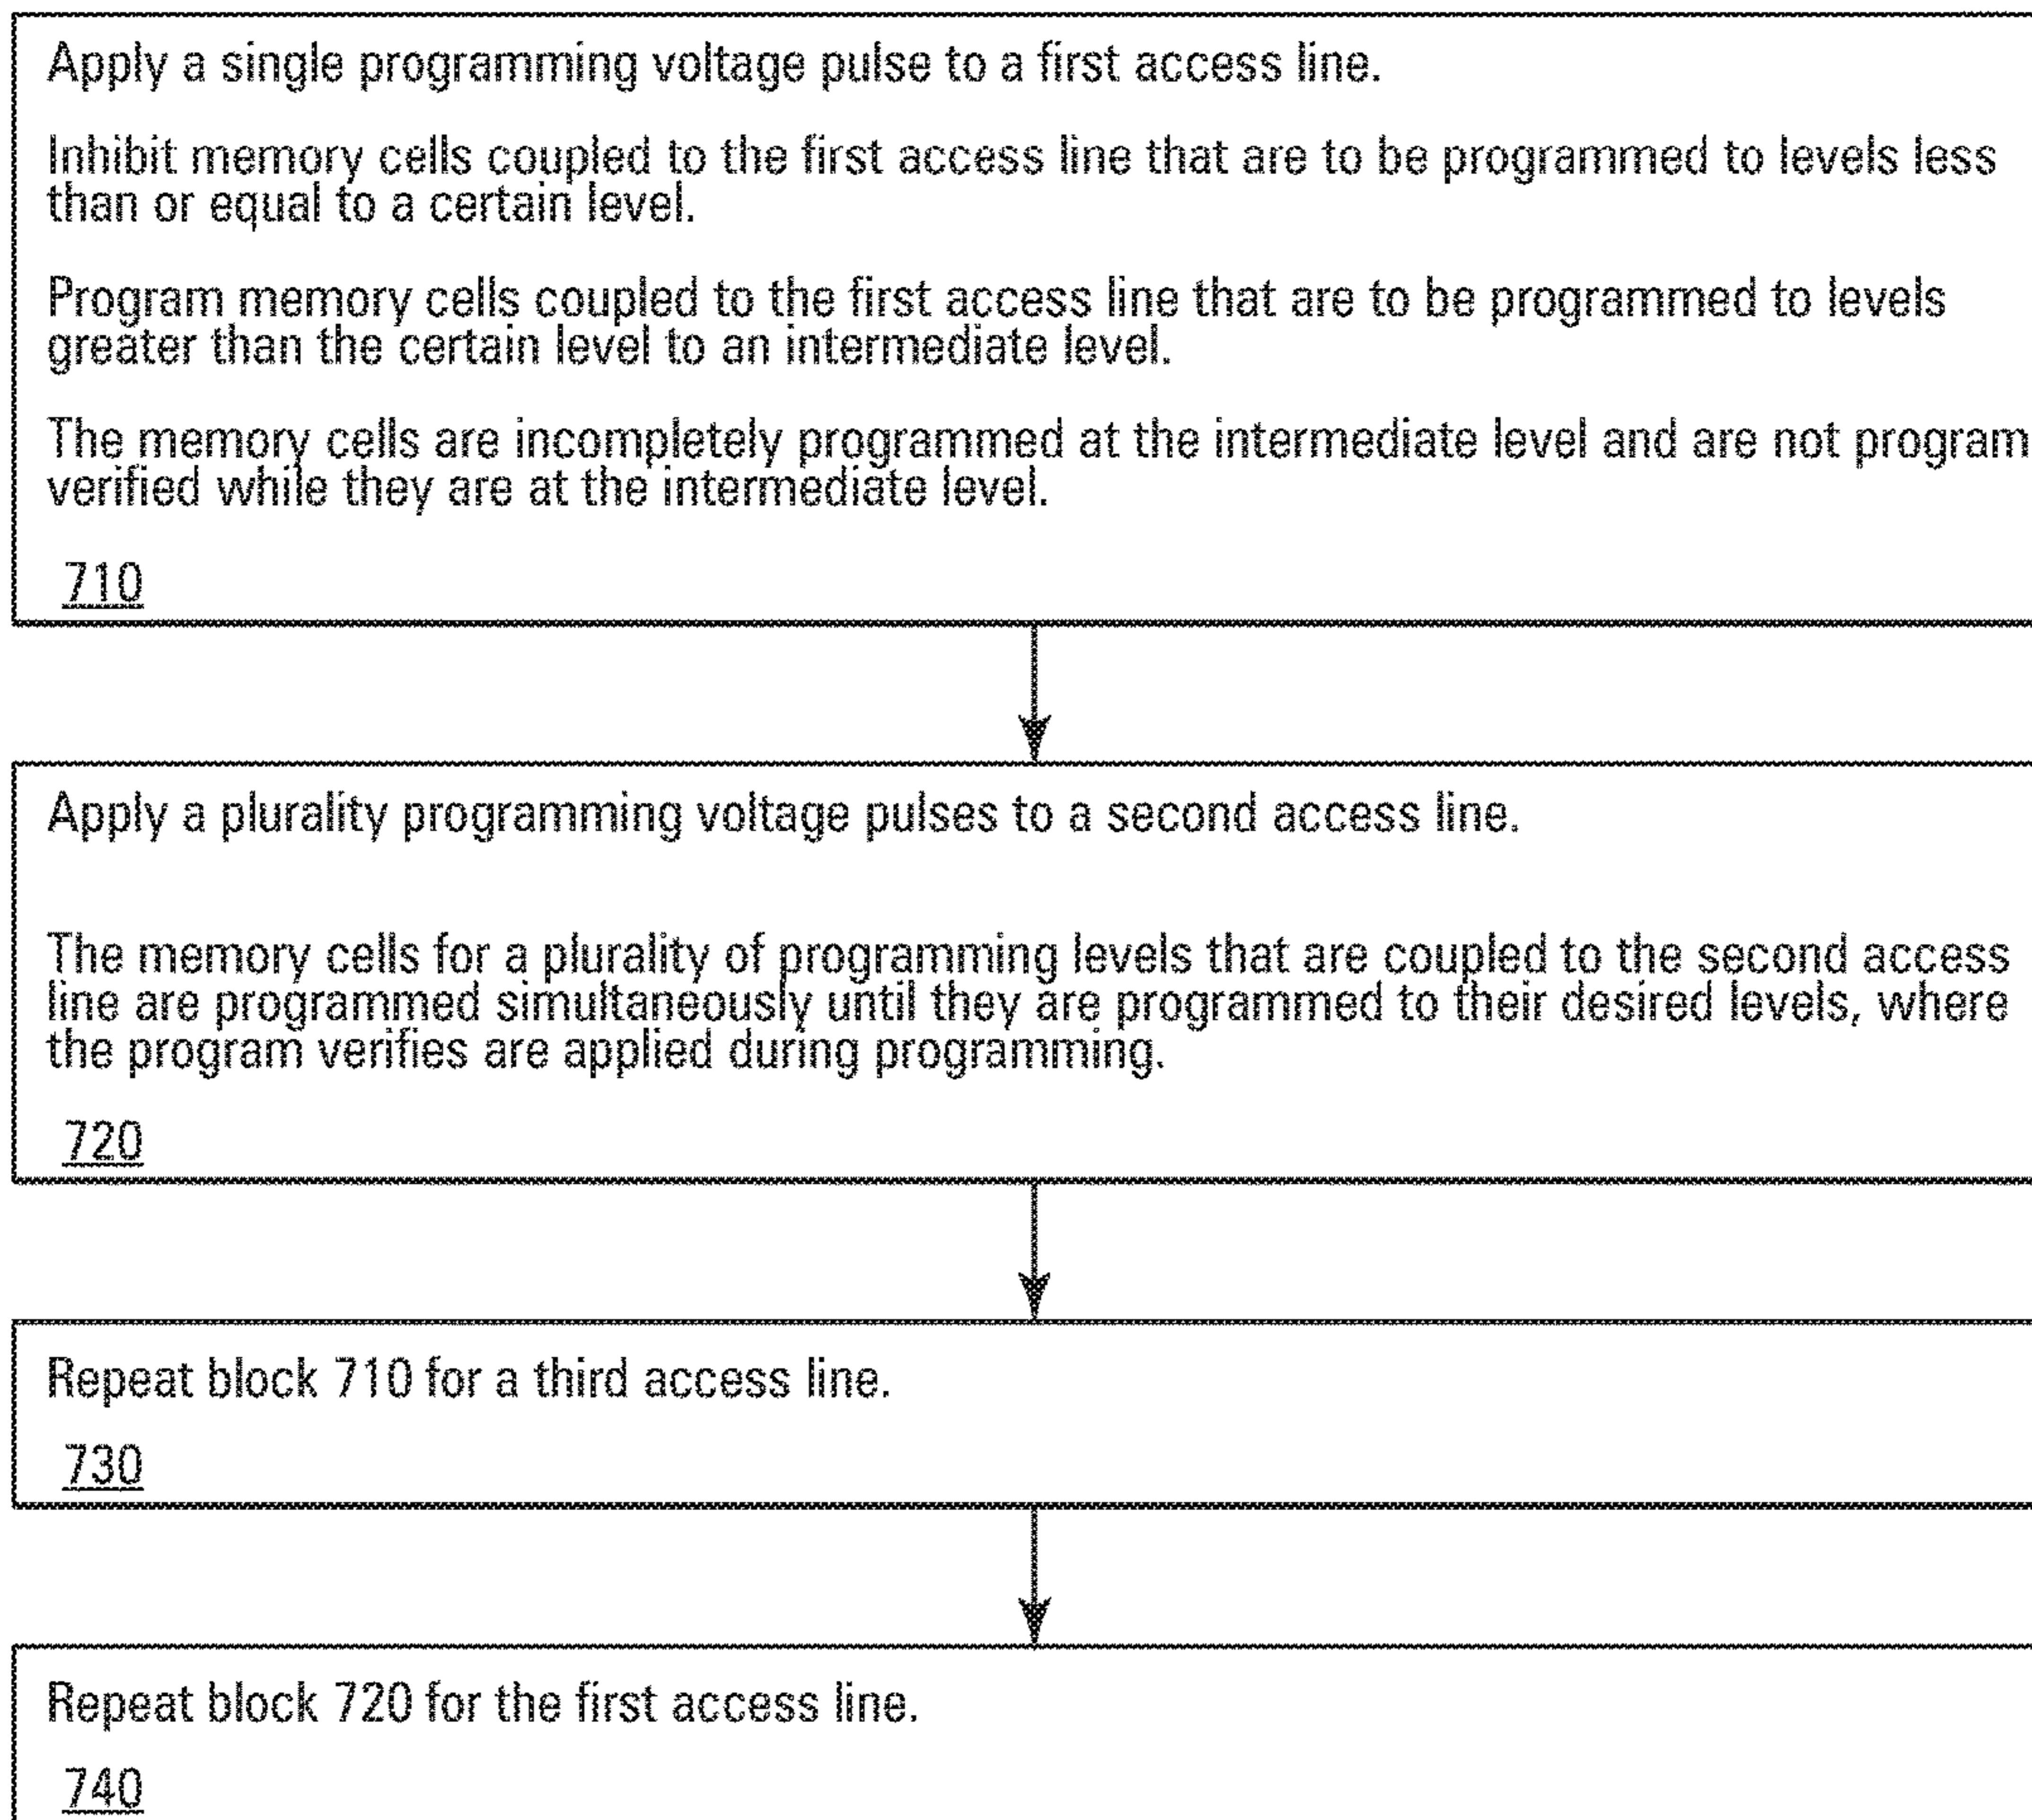 Apply a single programming voltage pulse to a first access line.
Inhibit memory cells coupled to the first access line that are to be programmed to levels less
than or equal to a certain level.
Program memory cells coupled to the first access line that are to be programmed to levels
greater than the certain level to an intermediate level.
The memory cells are incompletely programmed at the intermediate level and are not program
verified while they are at the intermediate level.
710
Apply a plurality programming voltage pulses to a second access line.
The memory cells for a plurality of programming levels that are coupled to the second access
line are programmed simultaneously until they are programmed to their desired levels, where
the program verifies are applied during programming.
720
Repeat block 710 for a third access line.
730
Repeat block 720 for the first access line.
740